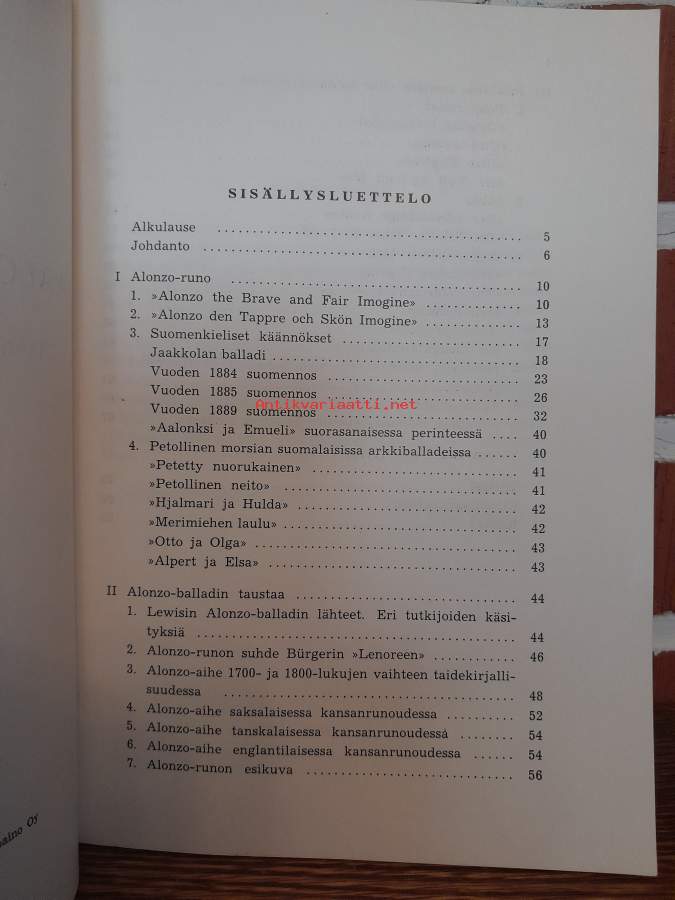 SISÄLLYSLUETTELO
Alkulause ........ 5
Johdanto ........ 6
I Alonzo-runo ........ 10
1. »Alonzo the Brave and Fair Imogine» ........ 10
2. »Alonzo den Tappre och Skön Imogine» ........ 13
3. Suomenkieliset käännökset ........ 17
Jaakkolan balladi ........ 18
Vuoden 1884 suomennos ........ 23
Vuoden 1885 suomennos ........ 26
Antikvariaatti.net
Vuoden 1889 suomennos ........ 32
»Aalonksi ja Emueli» suorasanaisessa perinteessä .... 40
4. Petollinen morsian suomalaisissa arkkiballadeissa ...... 40
»Petetty nuorukainen» ........ 41
»Petollinen neito» ........ 41
»Hjalmari ja Hulda» ........ 42
»Merimiehen laulu» ........ 42
»Otto ja Olga» ........ 43
»Alpert ja Elsa» ........ 43
II Alonzo-balladin taustaa ........ 44
1. Lewisin Alonzo-balladin lähteet. Eri tutkijoiden käsi-
tyksiä ........ 44
2. Alonzo-runon suhde Bürgerin »Lenoreen» ........ 46
3. Alonzo-aihe 1700- ja 1800-lukujen vaihteen taidekirjalli-
suudessa ........ 48
4. Alonzo-aihe saksalaisessa kansanrunoudessa ........ 52
5. Alonzo-aihe tanskalaisessa kansanrunoudessa ........ 54
6. Alonzo-aihe englantilaisessa kansanrunoudessa ...... 54
7. Alonzo-runon esikuva ........ 56
Oy